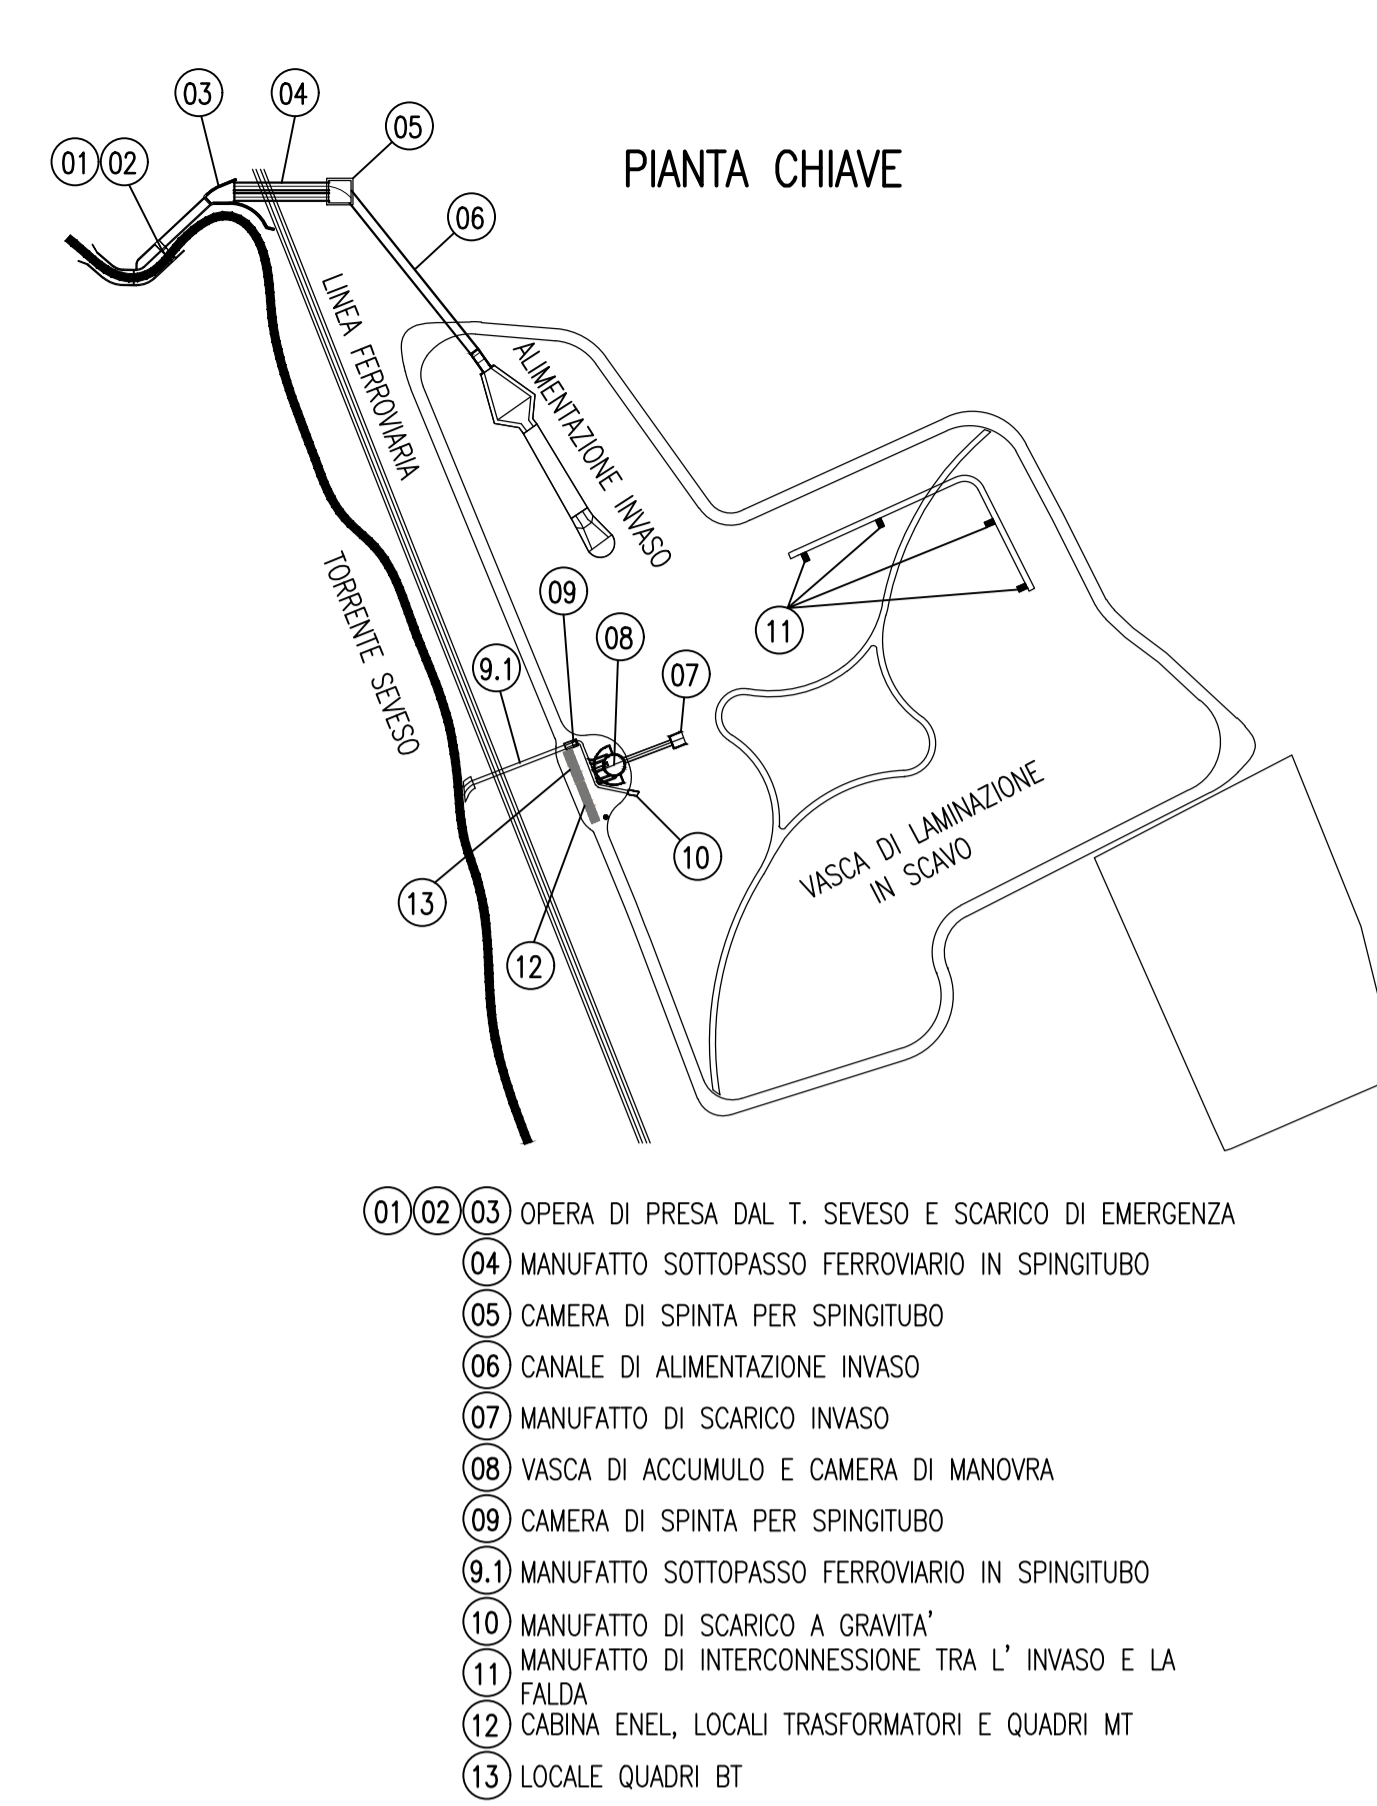 03
04
05
01
02
PIANTA CHIAVE
06
LINEA FERROVIARIA
ALIMENTAZIONE INVASO
TORRENTE SEVESO
09
08
11
9.1
07
VASCA DI LAMINAZIONE
IN SCAVO
10
13
12
01 02 03 OPERA DI PRESA DAL T. SEVESO E SCARICO DI EMERGENZA
04 MANUFATTO SOTTOPASSO FERROVIARIO IN SPINGITUBO
05 CAMERA DI SPINTA PER SPINGITUBO
06 CANALE DI ALIMENTAZIONE INVASO
07 MANUFATTO DI SCARICO INVASO
08 VASCA DI ACCUMULO E CAMERA DI MANOVRA
09 CAMERA DI SPINTA PER SPINGITUBO
9.1 MANUFATTO SOTTOPASSO FERROVIARIO IN SPINGITUBO
10 MANUFATTO DI SCARICO A GRAVITA'
11 MANUFATTO DI INTERCONNESSIONE TRA L' INVASO E LA
FALDA
12 CABINA ENEL, LOCALI TRASFORMATORI E QUADRI MT
13 LOCALE QUADRI BT